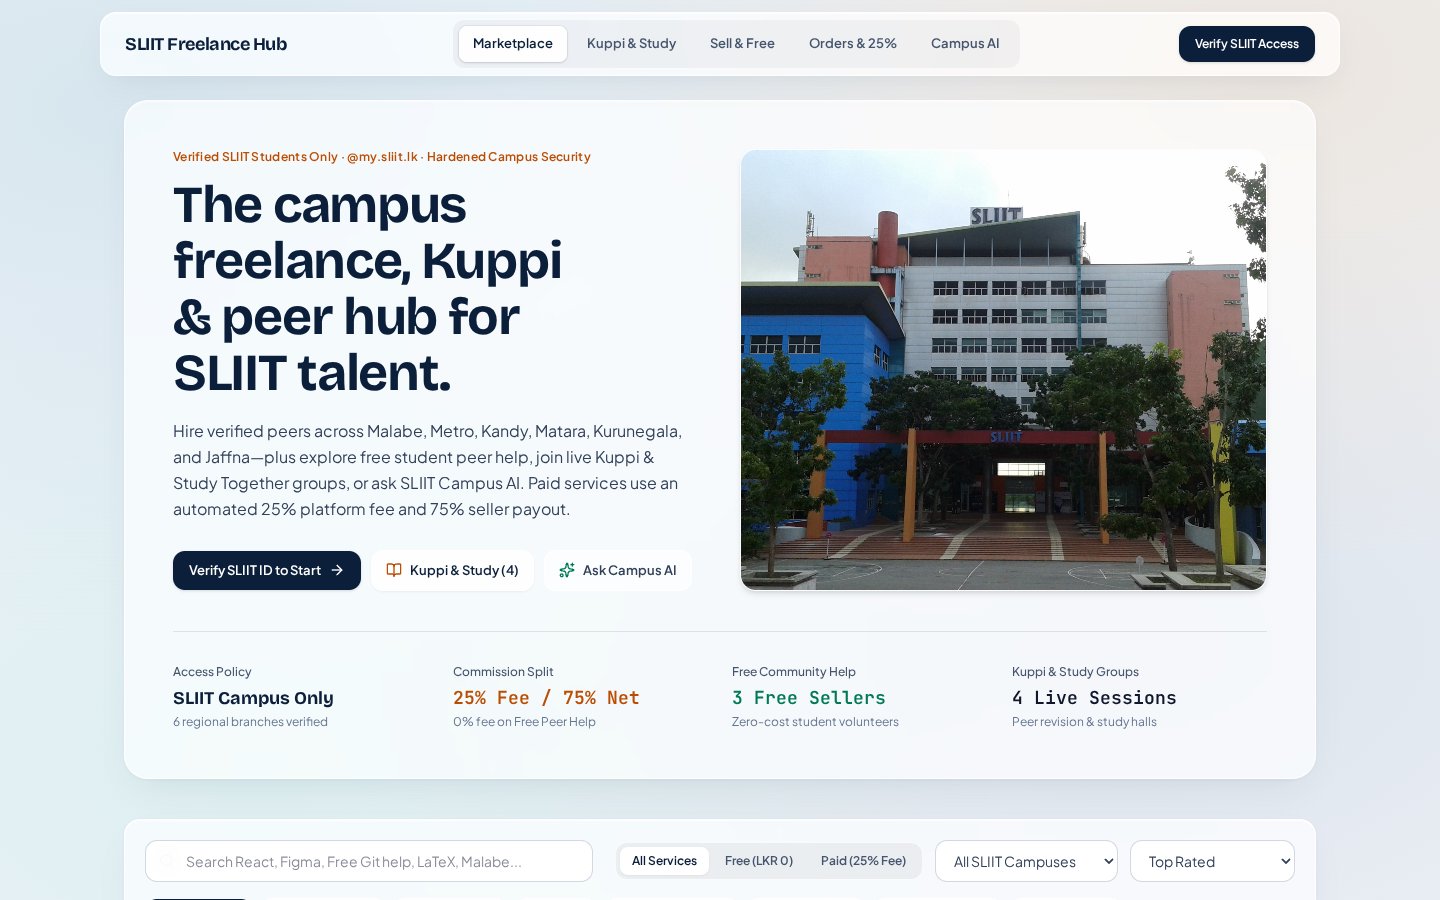 SLIIT Freelance Hub
Marketplace
Kuppi & Study
Sell & Free
Orders & 25%
Campus AI
Verify SLIIT Access
Verified SLIIT Students Only · @my.sliit.lk · Hardened Campus Security
The campus
freelance, Kuppi
& peer hub for
SLIIT talent.
Hire verified peers across Malabe, Metro, Kandy, Matara, Kurunegala,
and Jaffna—plus explore free student peer help, join live Kuppi &
Study Together groups, or ask SLIIT Campus AI. Paid services use an
automated 25% platform fee and 75% seller payout.
Verify SLIIT ID to Start
Kuppi & Study (4)
Ask Campus AI
SLIIT
SLIIT
Access Policy
SLIIT Campus Only
6 regional branches verified
Commission Split
25% Fee / 75% Net
0% fee on Free Peer Help
Free Community Help
3 Free Sellers
Zero-cost student volunteers
Kuppi & Study Groups
4 Live Sessions
Peer revision & study halls
Search React, Figma, Free Git help, LaTeX, Malabe...
All Services
Free (LKR 0)
Paid (25% Fee)
All SLIIT Campuses
Top Rated